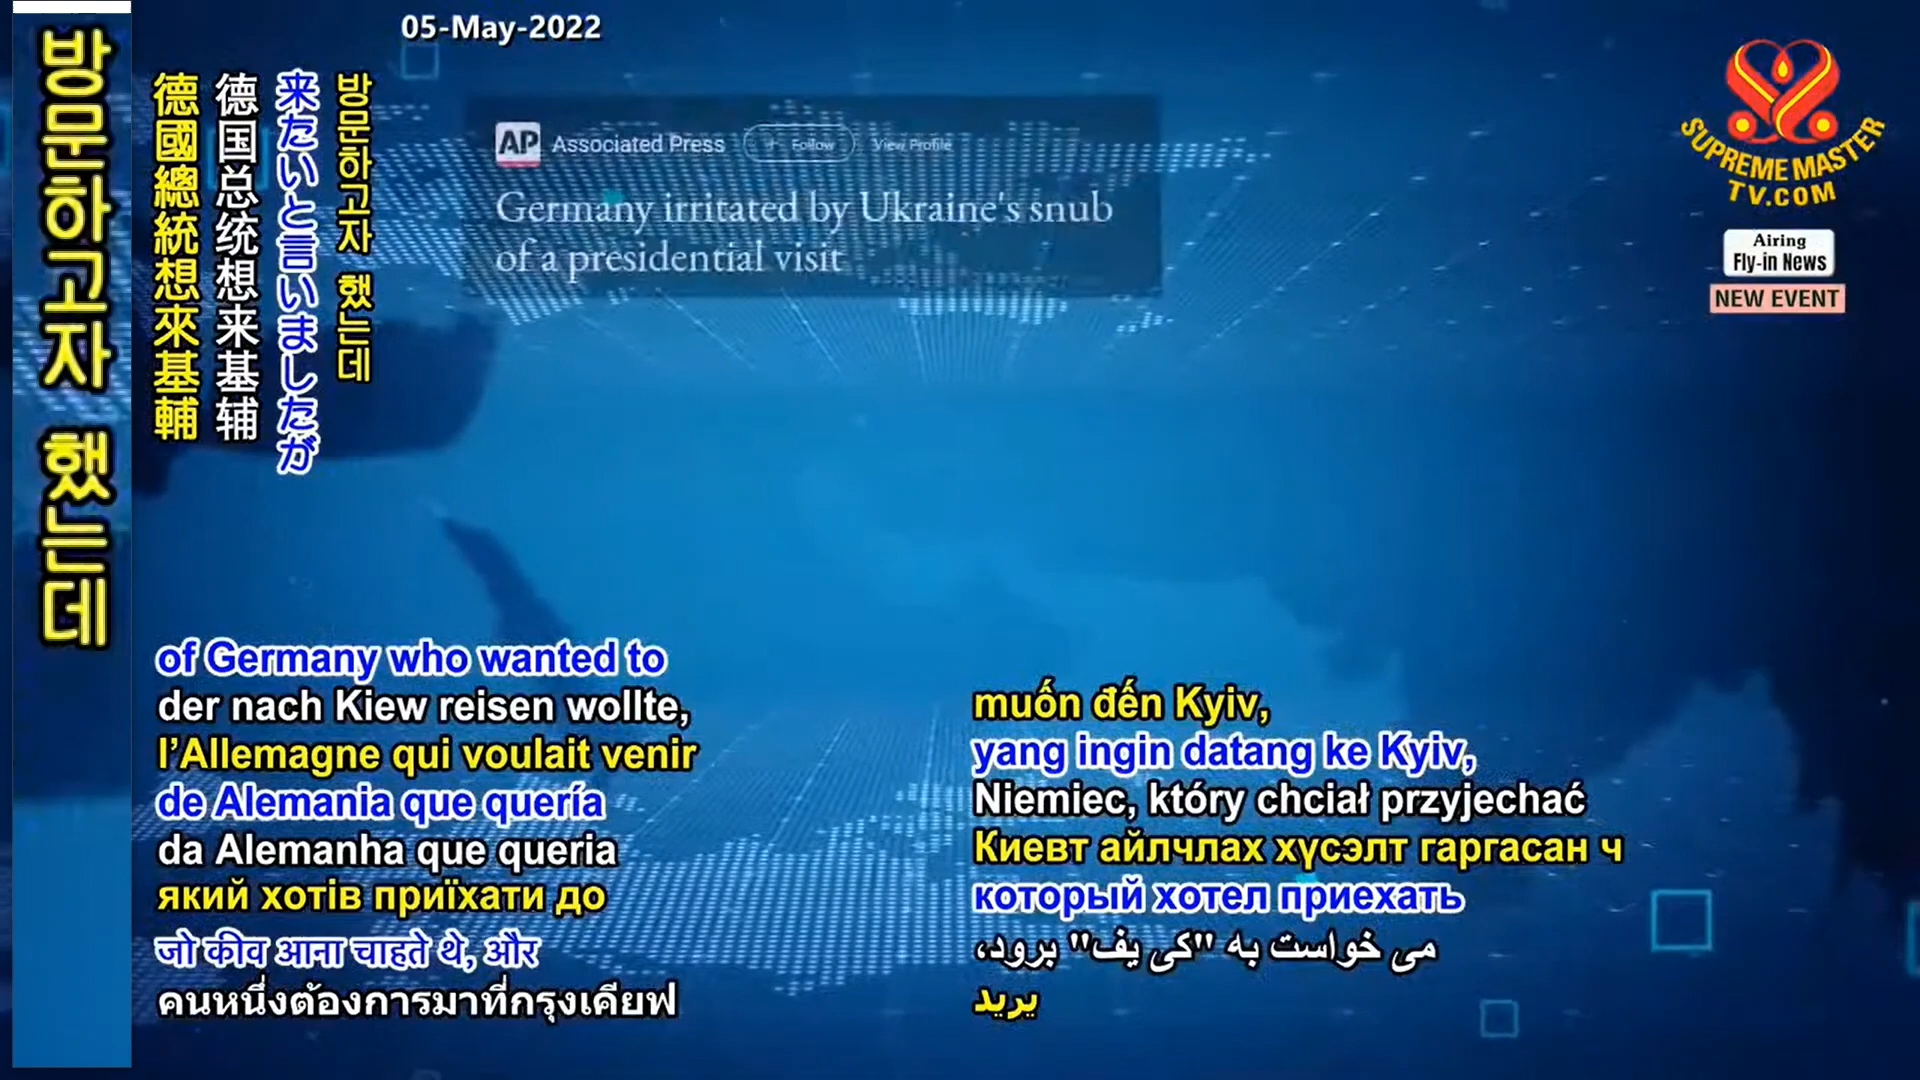 05-May-2022
방문하고자 했는데
德國總統想來基輔
德国总统想来基辅
来たいと言いましたが
방문하고자 했는데
AP Associated Press + Follow View Profile
Germany irritated by Ukraine's snub
of a presidential visit
SUPREME MASTER
TV.COM
Airing
Fly-in News
NEW EVENT
of Germany who wanted to
der nach Kiew reisen wollte,
l’Allemagne qui voulait venir
de Alemania que quería
da Alemanha que queria
який хотів приїхати до
जो कीव आना चाहते थे, और
คนหนึ่งต้องการมาที่กรุงเคียฟ
muốn đến Kyiv,
yang ingin datang ke Kyiv,
Niemiec, który chciał przyjechać
Киевт айлчлах хүсэлт гаргасан ч
который хотел приехать
می خواست به "کی یف" برود،
يريد